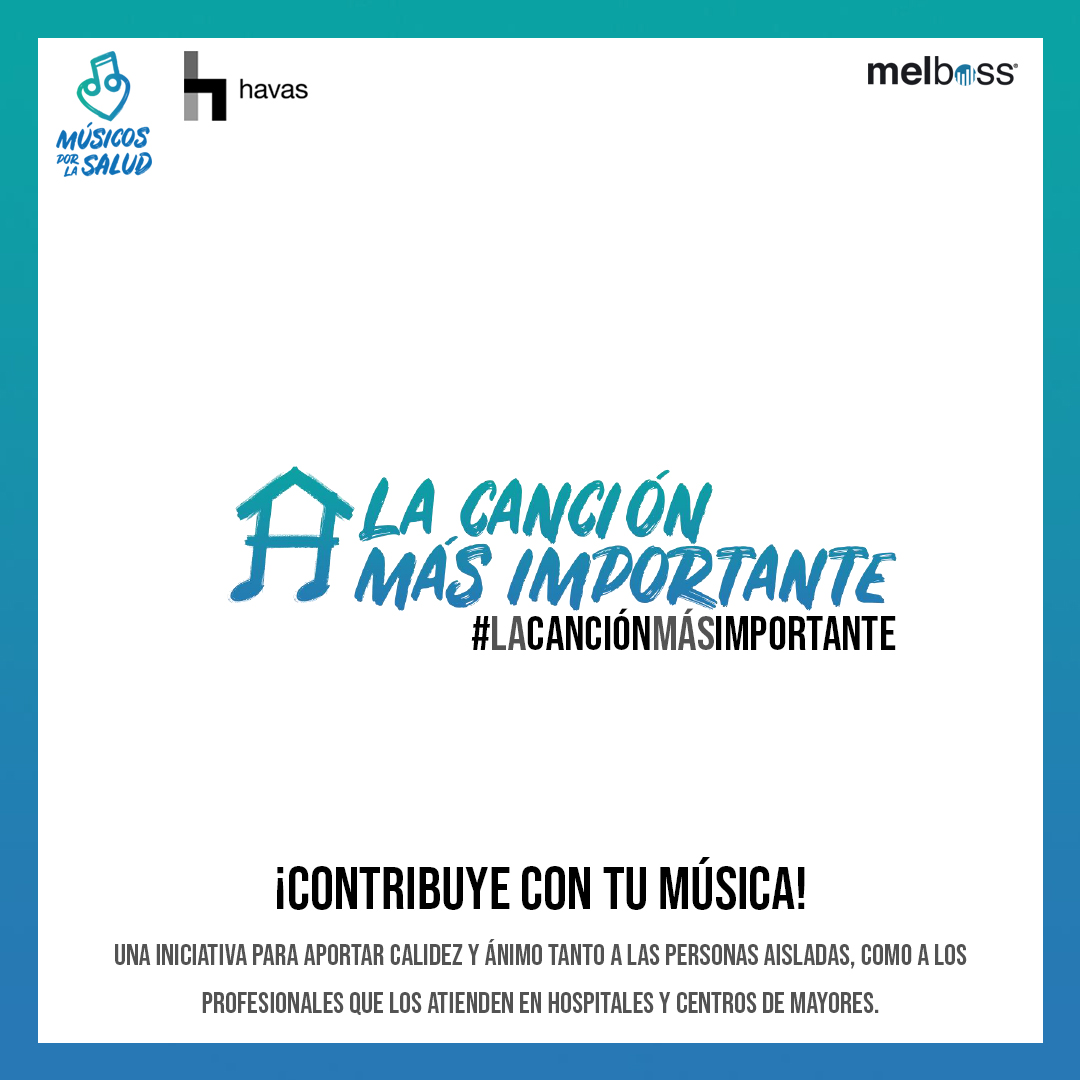 MÚSICOS
POR LA SALUD
havas
melboss®
LA CANCIÓN
MÁS IMPORTANTE
#LACANCIÓNMÁSIMPORTANTE
¡CONTRIBUYE CON TU MÚSICA!
UNA INICIATIVA PARA APORTAR CALIDEZ Y ÁNIMO TANTO A LAS PERSONAS AISLADAS, COMO A LOS
PROFESIONALES QUE LOS ATIENDEN EN HOSPITALES Y CENTROS DE MAYORES.